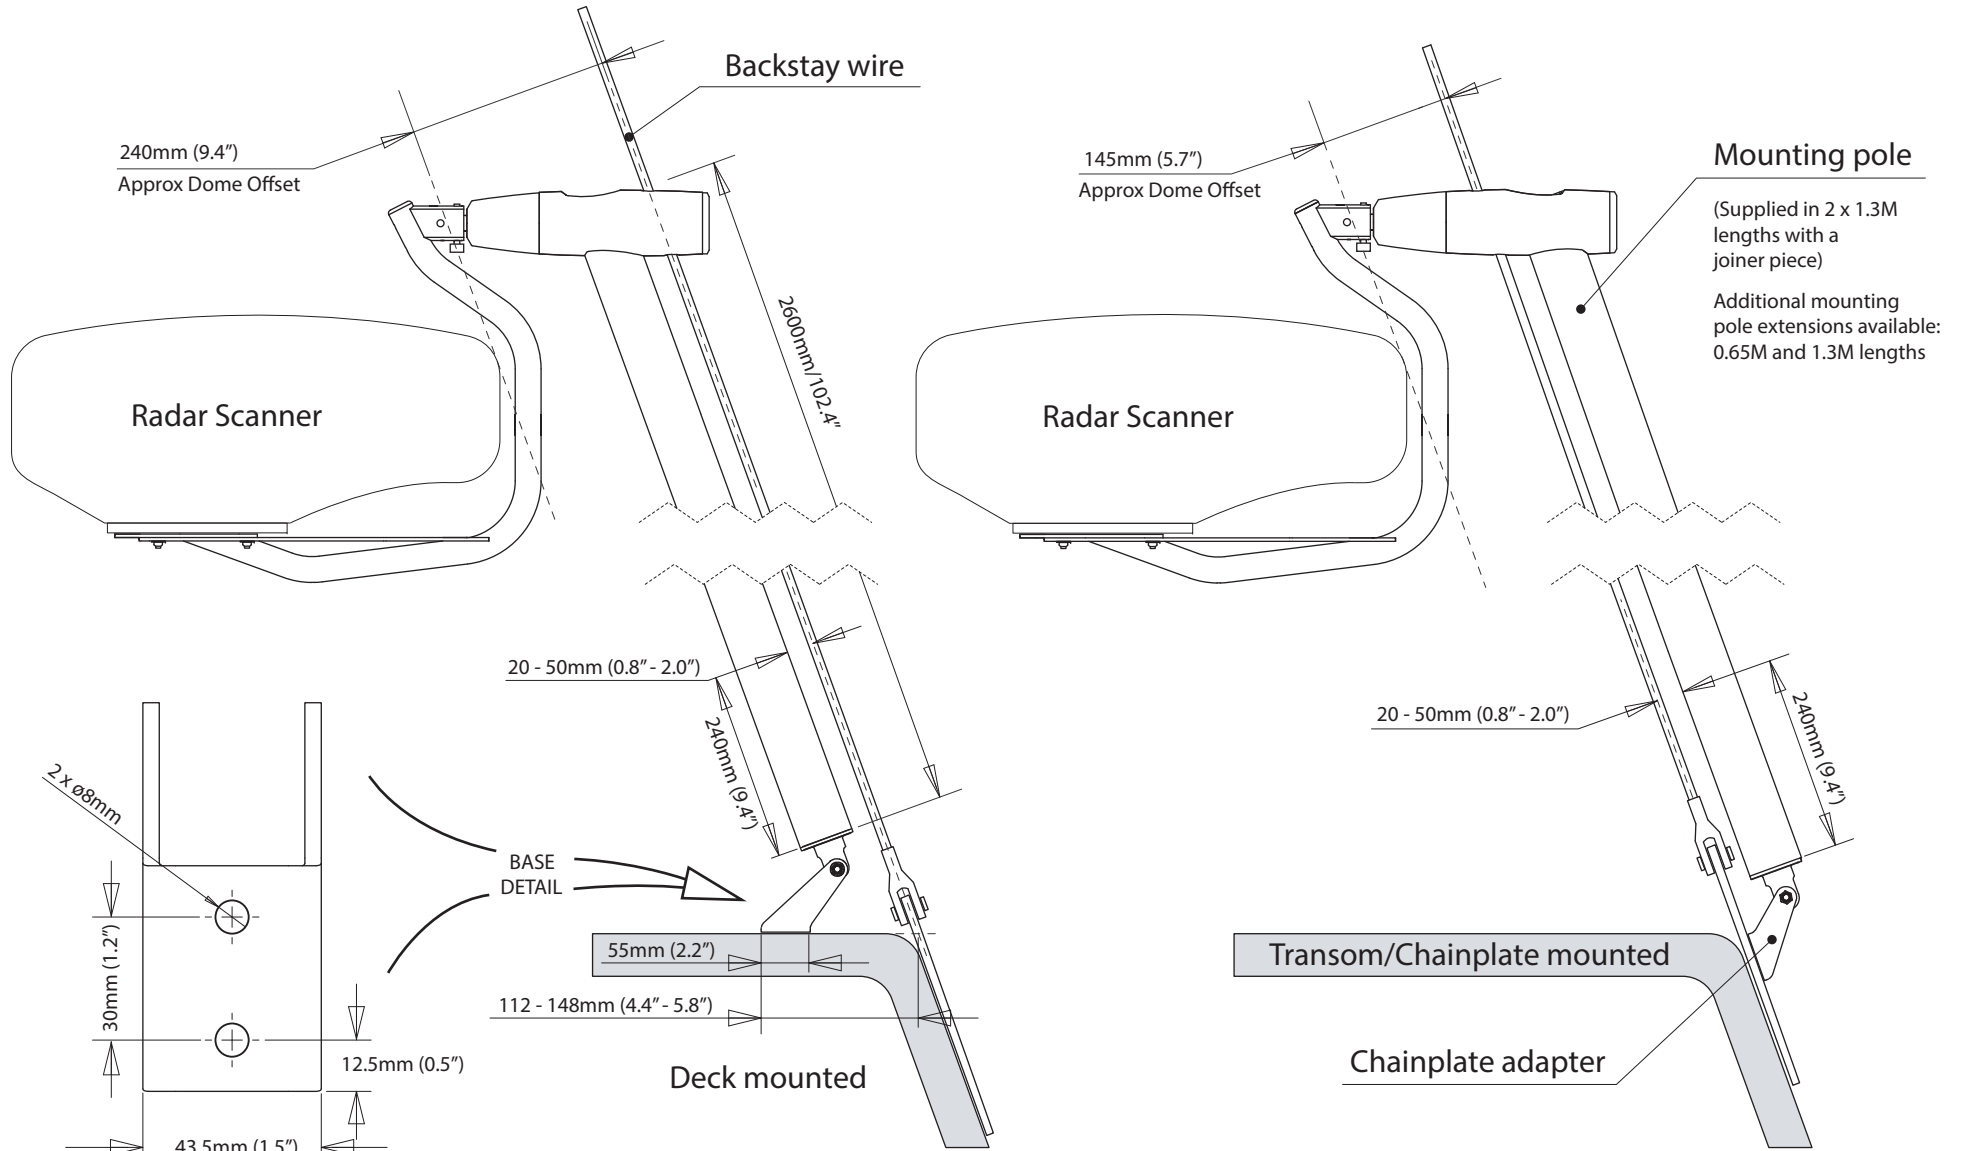 Backstay wire
240mm (9.4”)
Approx Dome Offset
2600mm/102.4”
Radar Scanner
145mm (5.7”)
Approx Dome Offset
Mounting pole
(Supplied in 2 x 1.3M
lengths with a
joiner piece)
Additional mounting
pole extensions available:
0.65M and 1.3M lengths
Radar Scanner
20 - 50mm (0.8” - 2.0”)
240mm (9.4”)
20 - 50mm (0.8” - 2.0”)
240mm (9.4”)
2 x ø8mm
BASE
DETAIL
30mm (1.2”)
12.5mm (0.5”)
43.5mm (1.5”)
55mm (2.2”)
112 - 148mm (4.4” - 5.8”)
Deck mounted
Transom/Chainplate mounted
Chainplate adapter